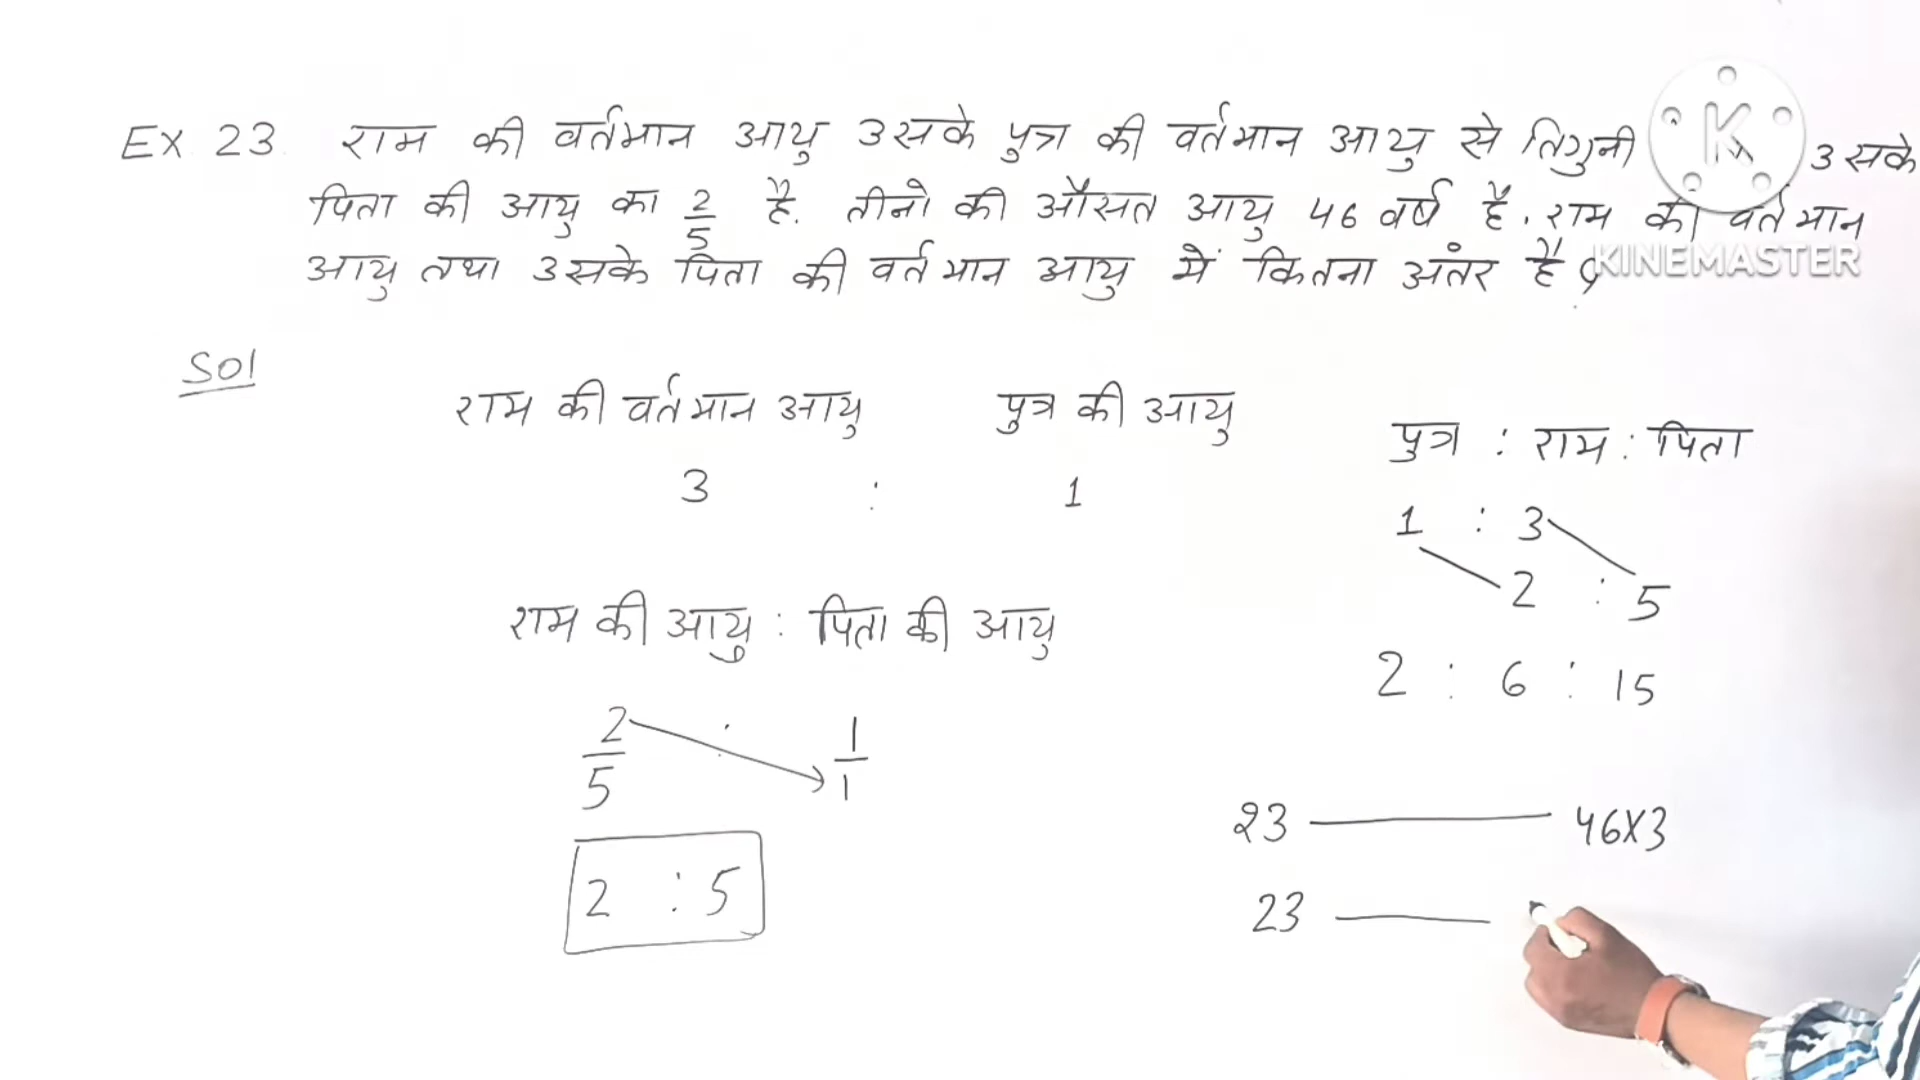 Ex 23. राम की वर्तमान आयु उसके पुत्र की वर्तमान आयु से तिगुनी उसके
पिता की आयु का 2/5 है. तीनो की औसत आयु 46 वर्ष है. राम की वर्तमान
आयु तथा उसके पिता की वर्तमान आयु में कितना अंतर है ?
KINEMASTER
Sol
राम की वर्तमान आयु पुत्र की आयु
3 : 1
पुत्र : राम : पिता
1 : 3
2 : 5
2 : 6 : 15
राम की आयु : पिता की आयु
2/5 : 1/1
2 : 5
23 — 46x3
23 —